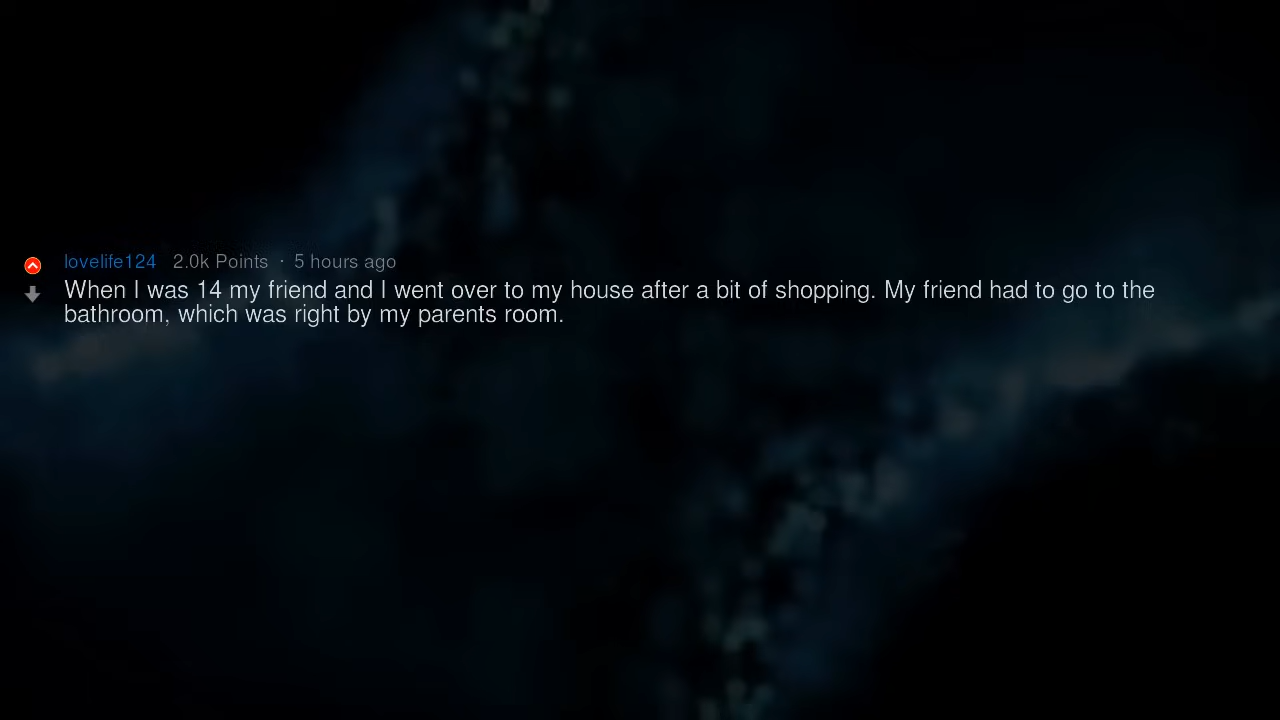 lovelife124 2.0k Points · 5 hours ago
When I was 14 my friend and I went over to my house after a bit of shopping. My friend had to go to the
bathroom, which was right by my parents room.